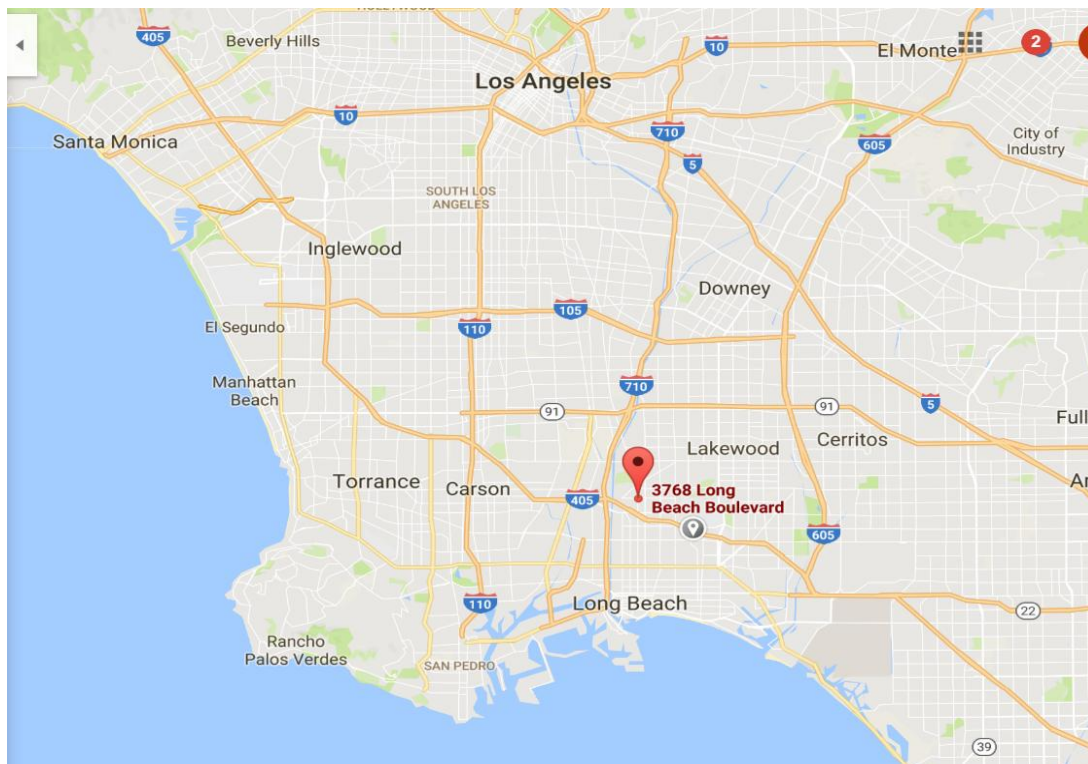 HOLLYWOOD
405
Beverly Hills
10
El Monte
2
Los Angeles
10
710
605
City of
Industry
Santa Monica
5
SOUTH LOS
ANGELES
Inglewood
Downey
105
El Segundo
110
Manhattan
Beach
710
91
91
5
Full
Lakewood
Cerritos
Torrance
Carson
405
3768 Long
Beach Boulevard
Ar
605
110
Long Beach
22
Rancho
Palos Verdes
SAN PEDRO
39